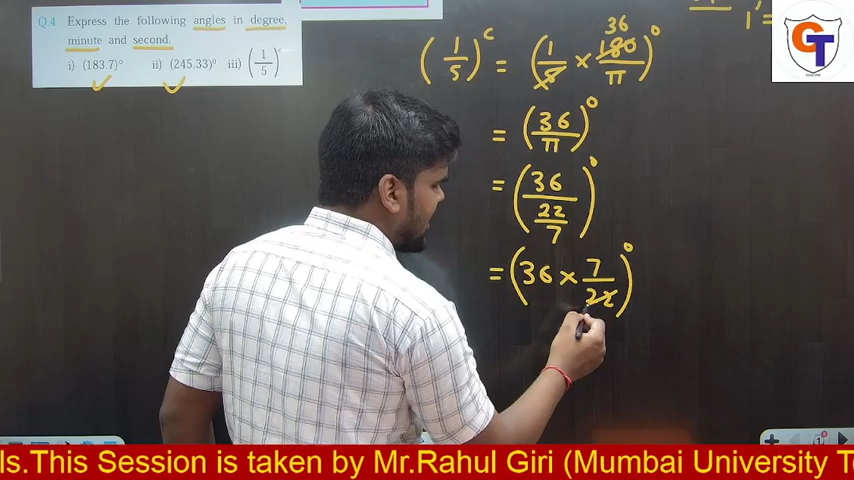 Q.4 Express the following angles in degree,
minute and second.
i) (183.7)° ii) (245.33)° iii) (1/5)ᶜ
(1/5)ᶜ = (1/5 × 180/π)° 36
= (36/π)°
= (36/(22/7))°
= (36 × 7/22)°
1 =
GT
ls.This Session is taken by Mr.Rahul Giri (Mumbai University T